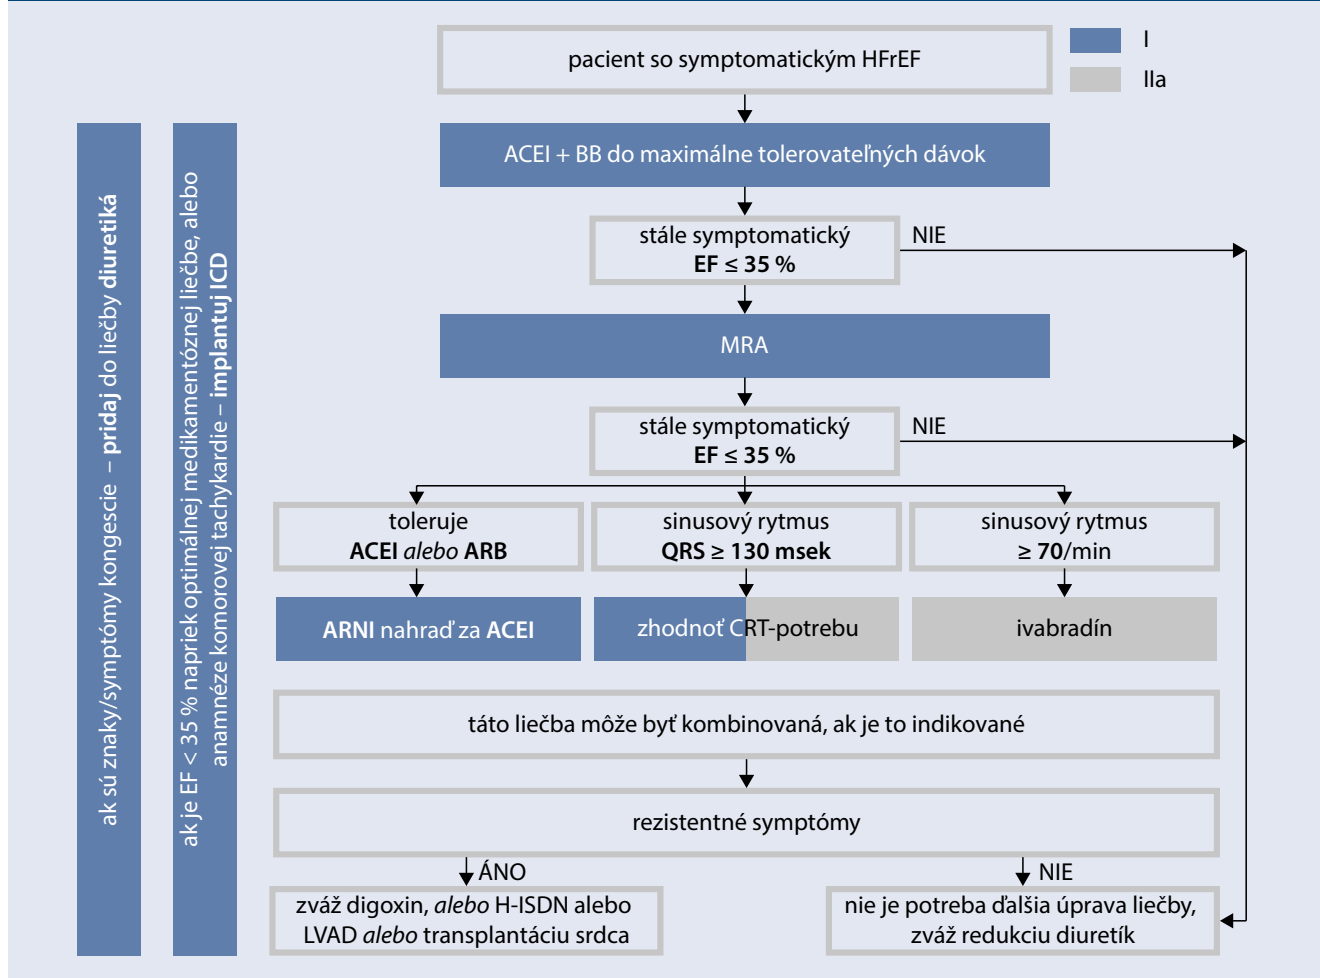 pacient so symptomatickým HFrEF
I
IIa
ak sú znaky/symptómy kongescie – pridaj do liečby diuretiká
ak je EF < 35 % napriek optimálnej medikamentóznej liečbe, alebo
anamnéze komorovej tachykardie – implantuj ICD
ACEI + BB do maximálne tolerovateľných dávok
stále symptomatický
EF ≤ 35 %
NIE
MRA
stále symptomatický
EF ≤ 35 %
NIE
toleruje
ACEI alebo ARB
sinusový rytmus
QRS ≥ 130 msek
sinusový rytmus
≥ 70/min
ARNI nahraď za ACEI
zhodnoť CRT-potrebu
ivabradín
táto liečba môže byť kombinovaná, ak je to indikované
rezistentné symptómy
ÁNO
NIE
zváž digoxin, alebo H-ISDN alebo
LVAD alebo transplantáciu srdca
nie je potreba ďalšia úprava liečby,
zváž redukciu diuretík